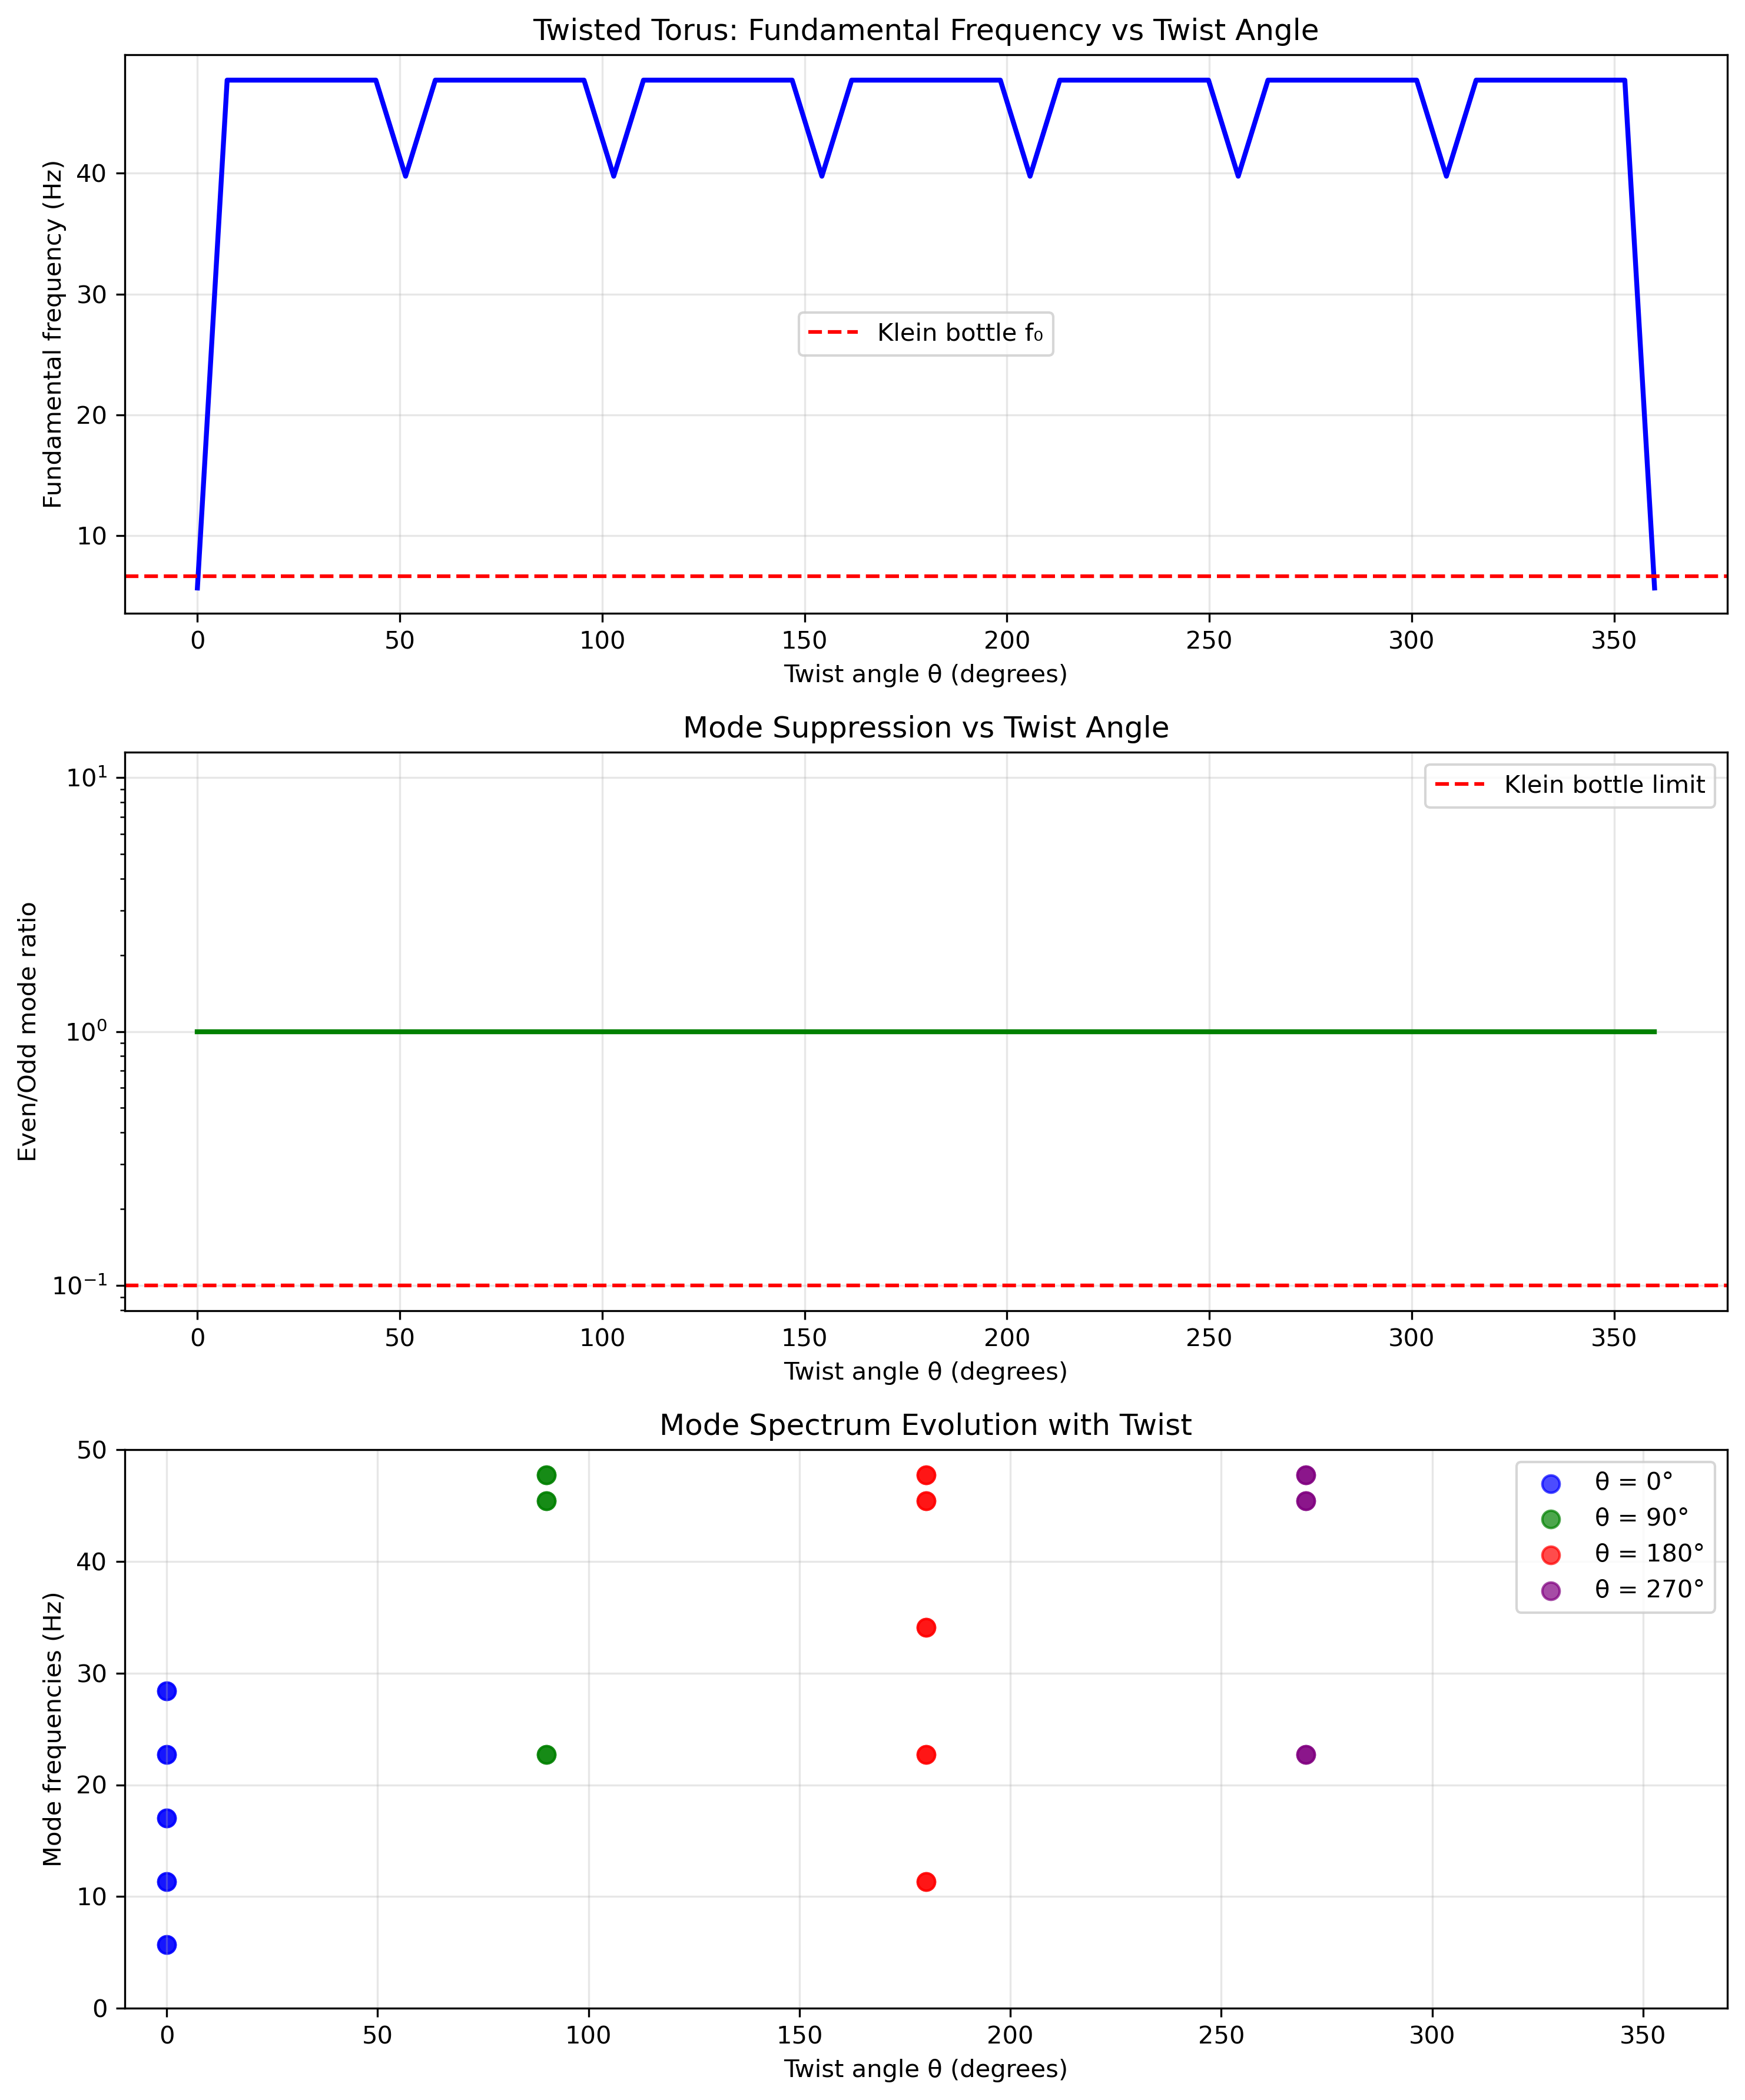 Twisted Torus: Fundamental Frequency vs Twist Angle
Fundamental frequency (Hz)
40
30
20
10
Klein bottle f₀
0 50 100 150 200 250 300 350
Twist angle θ (degrees)
Mode Suppression vs Twist Angle
Even/Odd mode ratio
10¹
10⁰
10⁻¹
Klein bottle limit
0 50 100 150 200 250 300 350
Twist angle θ (degrees)
Mode Spectrum Evolution with Twist
Mode frequencies (Hz)
50
40
30
20
10
0
θ = 0°
θ = 90°
θ = 180°
θ = 270°
0 50 100 150 200 250 300 350
Twist angle θ (degrees)